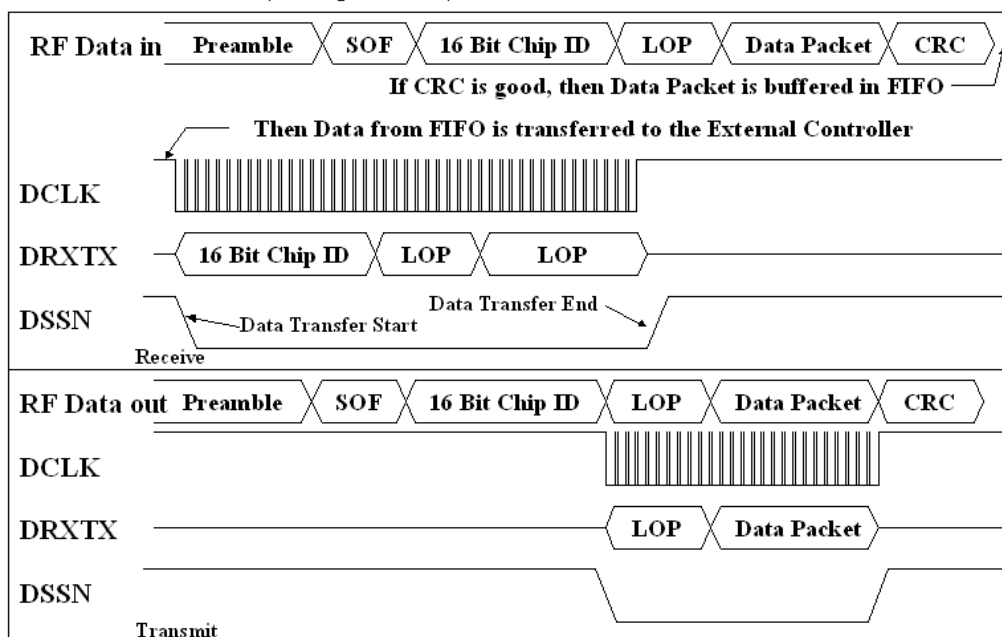 RF Data in Preamble SOF 16 Bit Chip ID LOP Data Packet CRC
If CRC is good, then Data Packet is buffered in FIFO
Then Data from FIFO is transferred to the External Controller
DCLK
DRXTX 16 Bit Chip ID LOP LOP
DSSN Data Transfer Start Data Transfer End
Receive
RF Data out Preamble SOF 16 Bit Chip ID LOP Data Packet CRC
DCLK
DRXTX LOP Data Packet
DSSN
Transmit